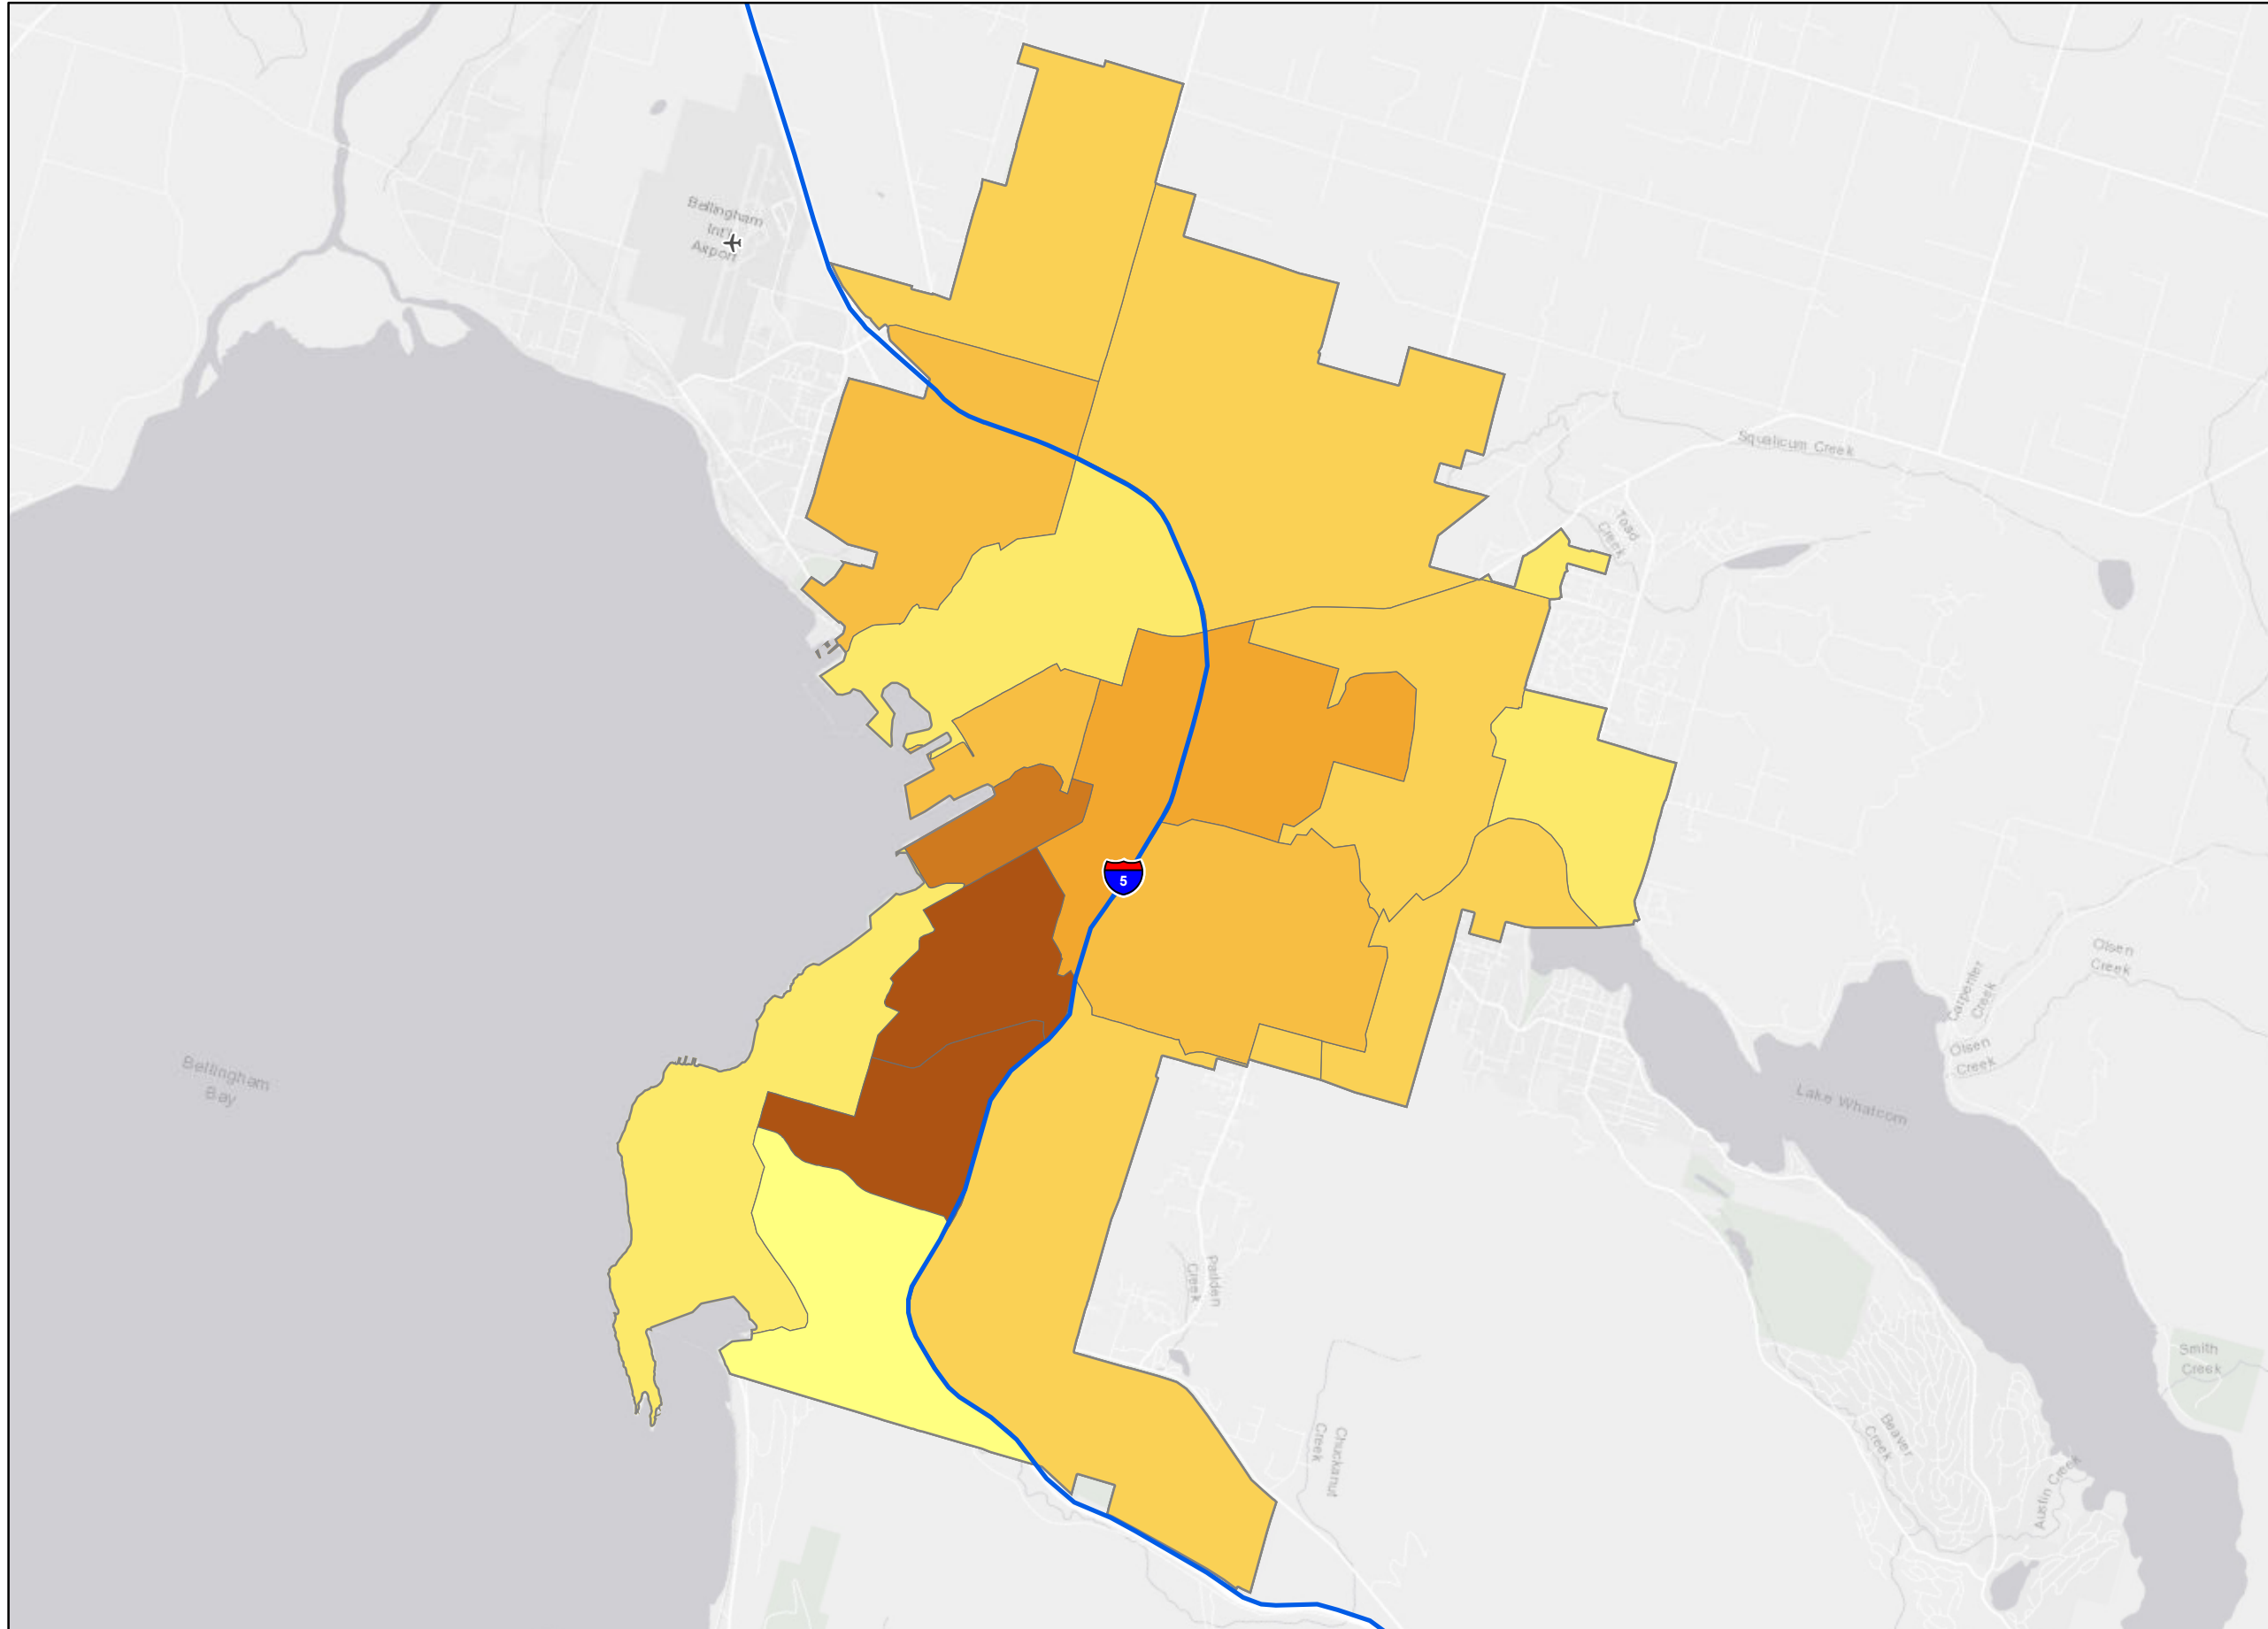 Bellingham
Int'l
Airport
Squalicum Creek
Toad
Creek
5
Olsen
Creek
Carpenter
Creek
Olsen
Creek
Bellingham
Bay
Lake Whatcom
Padden
Creek
Smith
Creek
Chuckanut
Creek
Beaver
Creek
Austin Creek